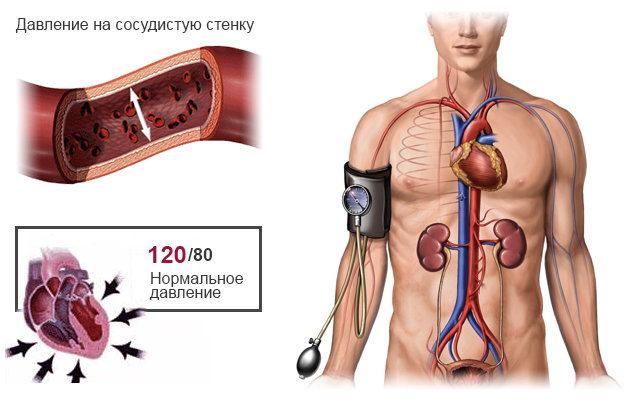 Давление на сосудистую стенку
120/80
Нормальное
давление